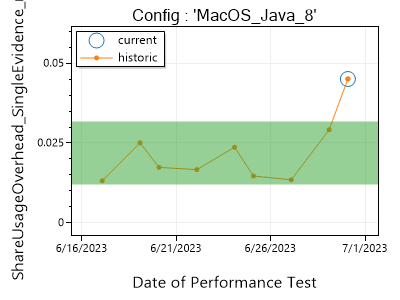 Config : 'MacOS_Java_8'
current
historic
0.05
0.025
0
6/16/2023
6/21/2023
6/26/2023
7/1/2023
Date of Performance Test
ShareUsageOverhead_SingleEvidence_